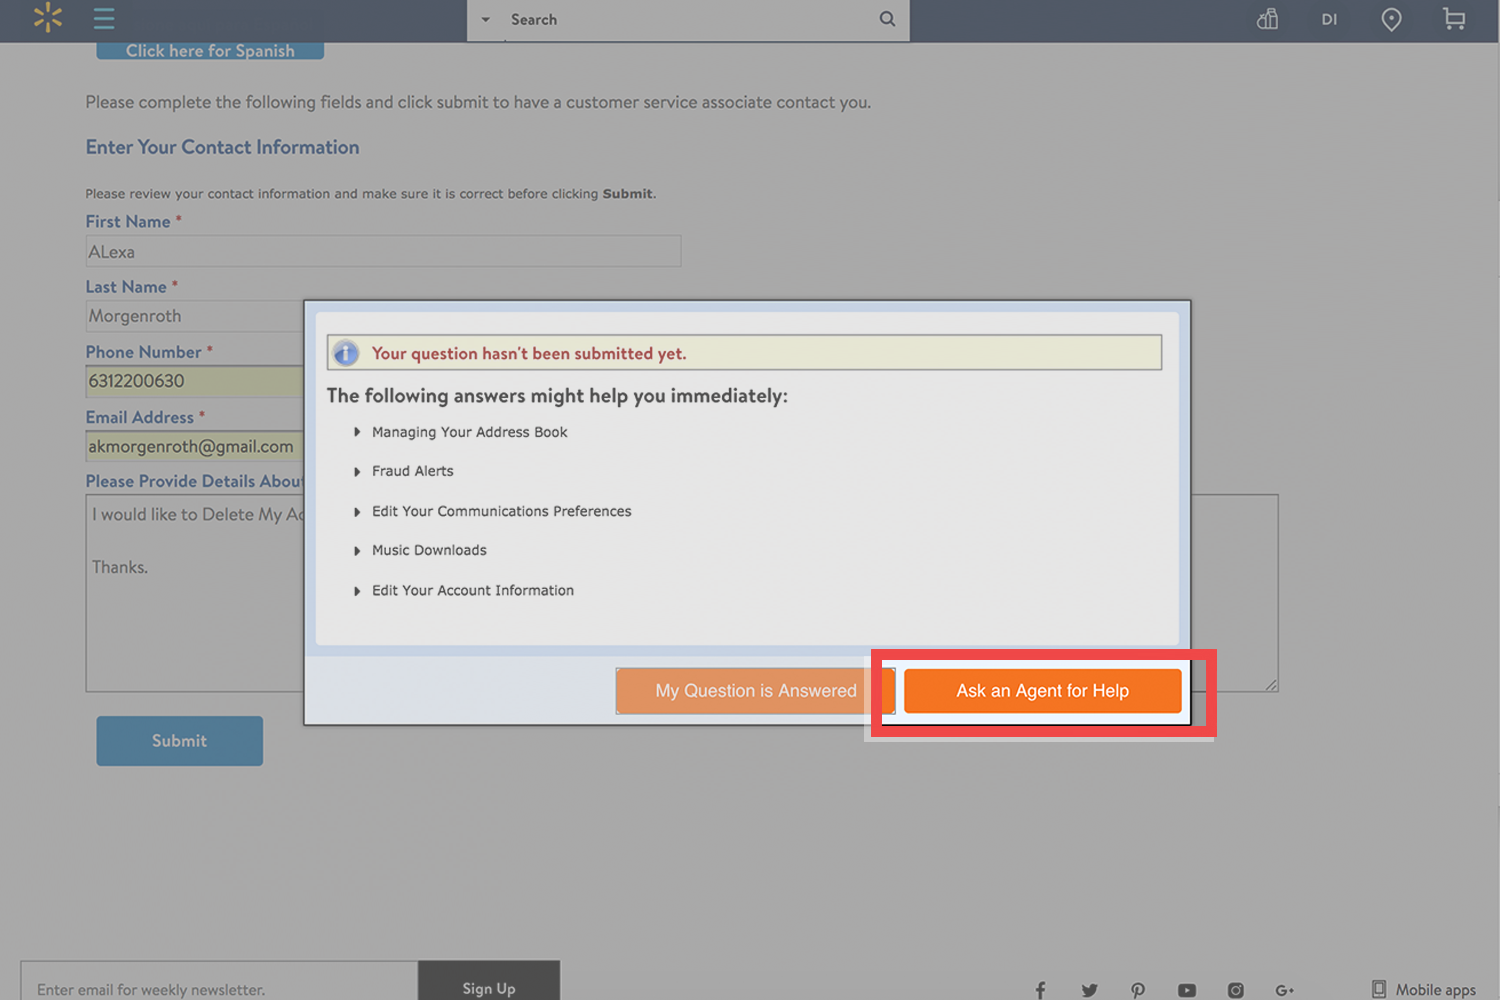 Search
DI
Click here for Spanish
Please complete the following fields and click submit to have a customer service associate contact you.
Enter Your Contact Information
Please review your contact information and make sure it is correct before clicking Submit.
First Name *
ALexa
Last Name *
Morgenroth
Phone Number *
6312200630
Email Address *
akmorgenroth@gmail.com
Please Provide Details
I would like to Delete My
Thanks.
Submit
Your question hasn't been submitted yet.
The following answers might help you immediately:
Managing Your Address Book
Fraud Alerts
Edit Your Communications Preferences
Music Downloads
Edit Your Account Information
My Question is Answered
Ask an Agent for Help
Enter email for weekly newsletter.
Sign Up
Mobile apps